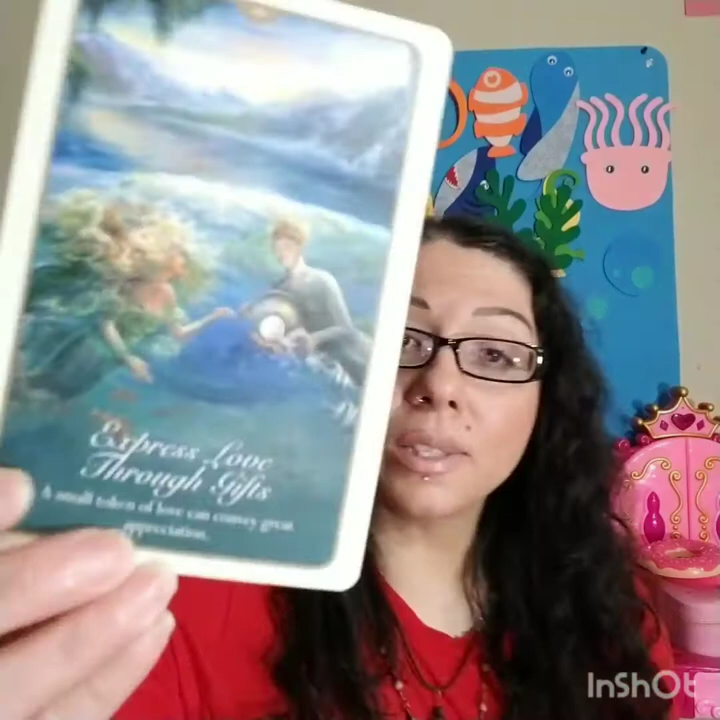 Express Love
Through Gifts
A small token of love can convey great
appreciation.
InShOt